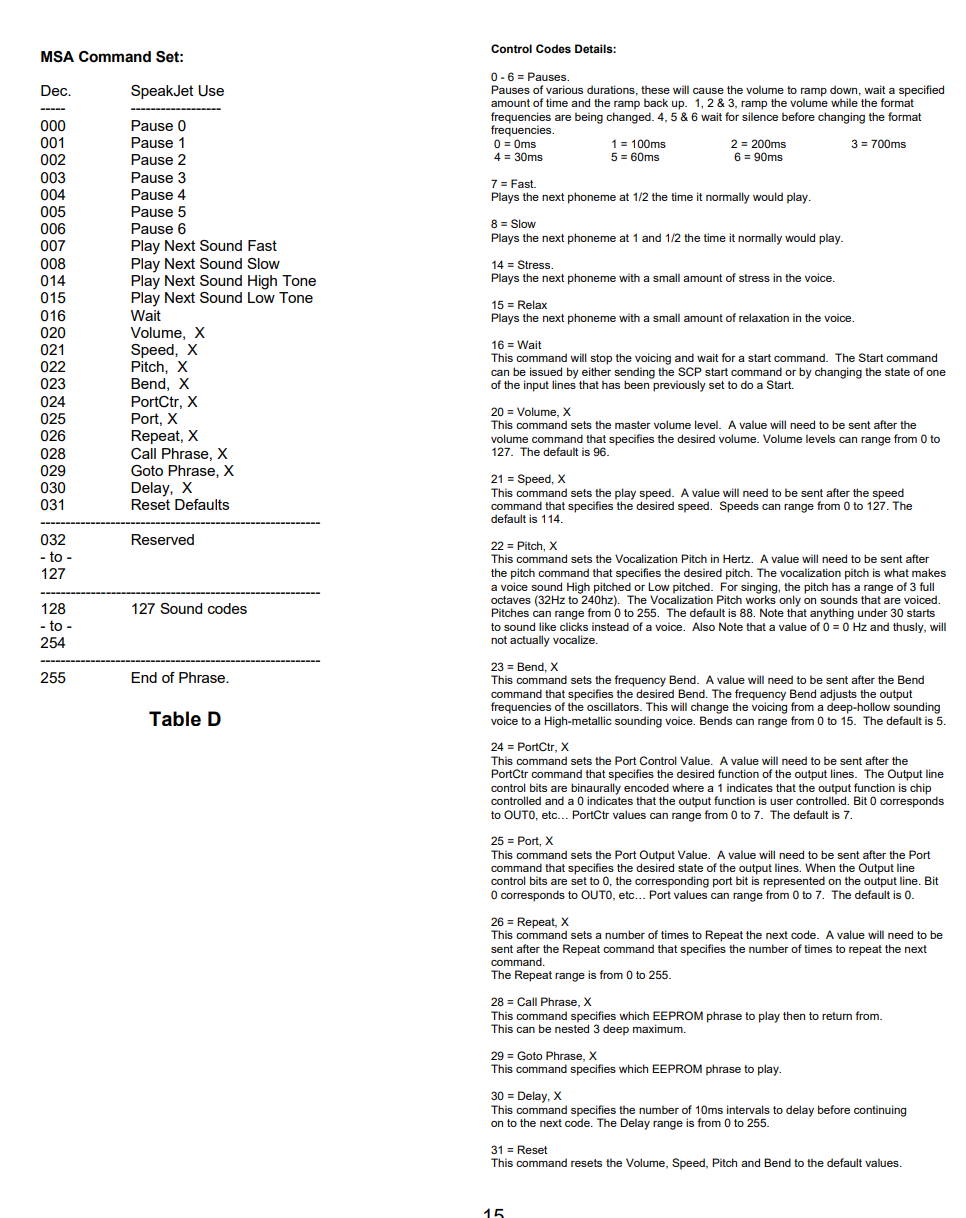 MSA Command Set:
Dec. SpeakJet Use
----- ------------------
000 Pause 0
001 Pause 1
002 Pause 2
003 Pause 3
004 Pause 4
005 Pause 5
006 Pause 6
007 Play Next Sound Fast
008 Play Next Sound Slow
014 Play Next Sound High Tone
015 Play Next Sound Low Tone
016 Wait
020 Volume, X
021 Speed, X
022 Pitch, X
023 Bend, X
024 PortCtr, X
025 Port, X
026 Repeat, X
028 Call Phrase, X
029 Goto Phrase, X
030 Delay, X
031 Reset Defaults
--------------------------------------------------------
032 Reserved
- to -
127
--------------------------------------------------------
128 127 Sound codes
- to -
254
--------------------------------------------------------
255 End of Phrase.
Table D
Control Codes Details:
0 - 6 = Pauses.
Pauses of various durations, these will cause the volume to ramp down, wait a specified
amount of time and the ramp back up. 1, 2 & 3, ramp the volume while the format
frequencies are being changed. 4, 5 & 6 wait for silence before changing the format
frequencies.
0 = 0ms 1 = 100ms 2 = 200ms 3 = 700ms
4 = 30ms 5 = 60ms 6 = 90ms
7 = Fast.
Plays the next phoneme at 1/2 the time it normally would play.
8 = Slow
Plays the next phoneme at 1 and 1/2 the time it normally would play.
14 = Stress.
Plays the next phoneme with a small amount of stress in the voice.
15 = Relax
Plays the next phoneme with a small amount of relaxation in the voice.
16 = Wait
This command will stop the voicing and wait for a start command. The Start command
can be issued by either sending the SCP start command or by changing the state of one
of the input lines that has been previously set to do a Start.
20 = Volume, X
This command sets the master volume level. A value will need to be sent after the
volume command that specifies the desired volume. Volume levels can range from 0 to
127. The default is 96.
21 = Speed, X
This command sets the play speed. A value will need to be sent after the speed
command that specifies the desired speed. Speeds can range from 0 to 127. The
default is 114.
22 = Pitch, X
This command sets the Vocalization Pitch in Hertz. A value will need to be sent after
the pitch command that specifies the desired pitch. The vocalization pitch is what makes
a voice sound High pitched or Low pitched. For singing, the pitch has a range of 3 full
octaves (32Hz to 240hz). The Vocalization Pitch works only on sounds that are voiced.
Pitches can range from 0 to 255. The default is 88. Note that anything under 30 starts
to sound like clicks instead of a voice. Also Note that a value of 0 = 0 Hz and thusly, will
not actually vocalize.
23 = Bend, X
This command sets the frequency Bend. A value will need to be sent after the Bend
command that specifies the desired Bend. The frequency Bend adjusts the output
frequencies of the oscillators. This will change the voicing from a deep-hollow sounding
voice to a High-metallic sounding voice. Bends can range from 0 to 15. The default is 5.
24 = PortCtr, X
This command sets the Port Control Value. A value will need to be sent after the
PortCtr command that specifies the desired function of the output lines. The Output line
control bits are binaurally encoded where a 1 indicates that the output function is chip
controlled and a 0 indicates that the output function is user controlled. Bit 0 corresponds
to OUT0, etc… PortCtr values can range from 0 to 7. The default is 7.
25 = Port, X
This command sets the Port Output Value. A value will need to be sent after the Port
command that specifies the desired state of the output lines. When the Output line
control bits are set to 0, the corresponding port bit is represented on the output line. Bit
0 corresponds to OUT0, etc… Port values can range from 0 to 7. The default is 0.
26 = Repeat, X
This command sets a number of times to Repeat the next code. A value will need to be
sent after the Repeat command that specifies the number of times to repeat the next
command.
The Repeat range is from 0 to 255.
28 = Call Phrase, X
This command specifies which EEPROM phrase to play then to return from.
This can be nested 3 deep maximum.
29 = Goto Phrase, X
This command specifies which EEPROM phrase to play.
30 = Delay, X
This command specifies the number of 10ms intervals to delay before continuing
on to the next code. The Delay range is from 0 to 255.
31 = Reset
This command resets the Volume, Speed, Pitch and Bend to the default values.
15